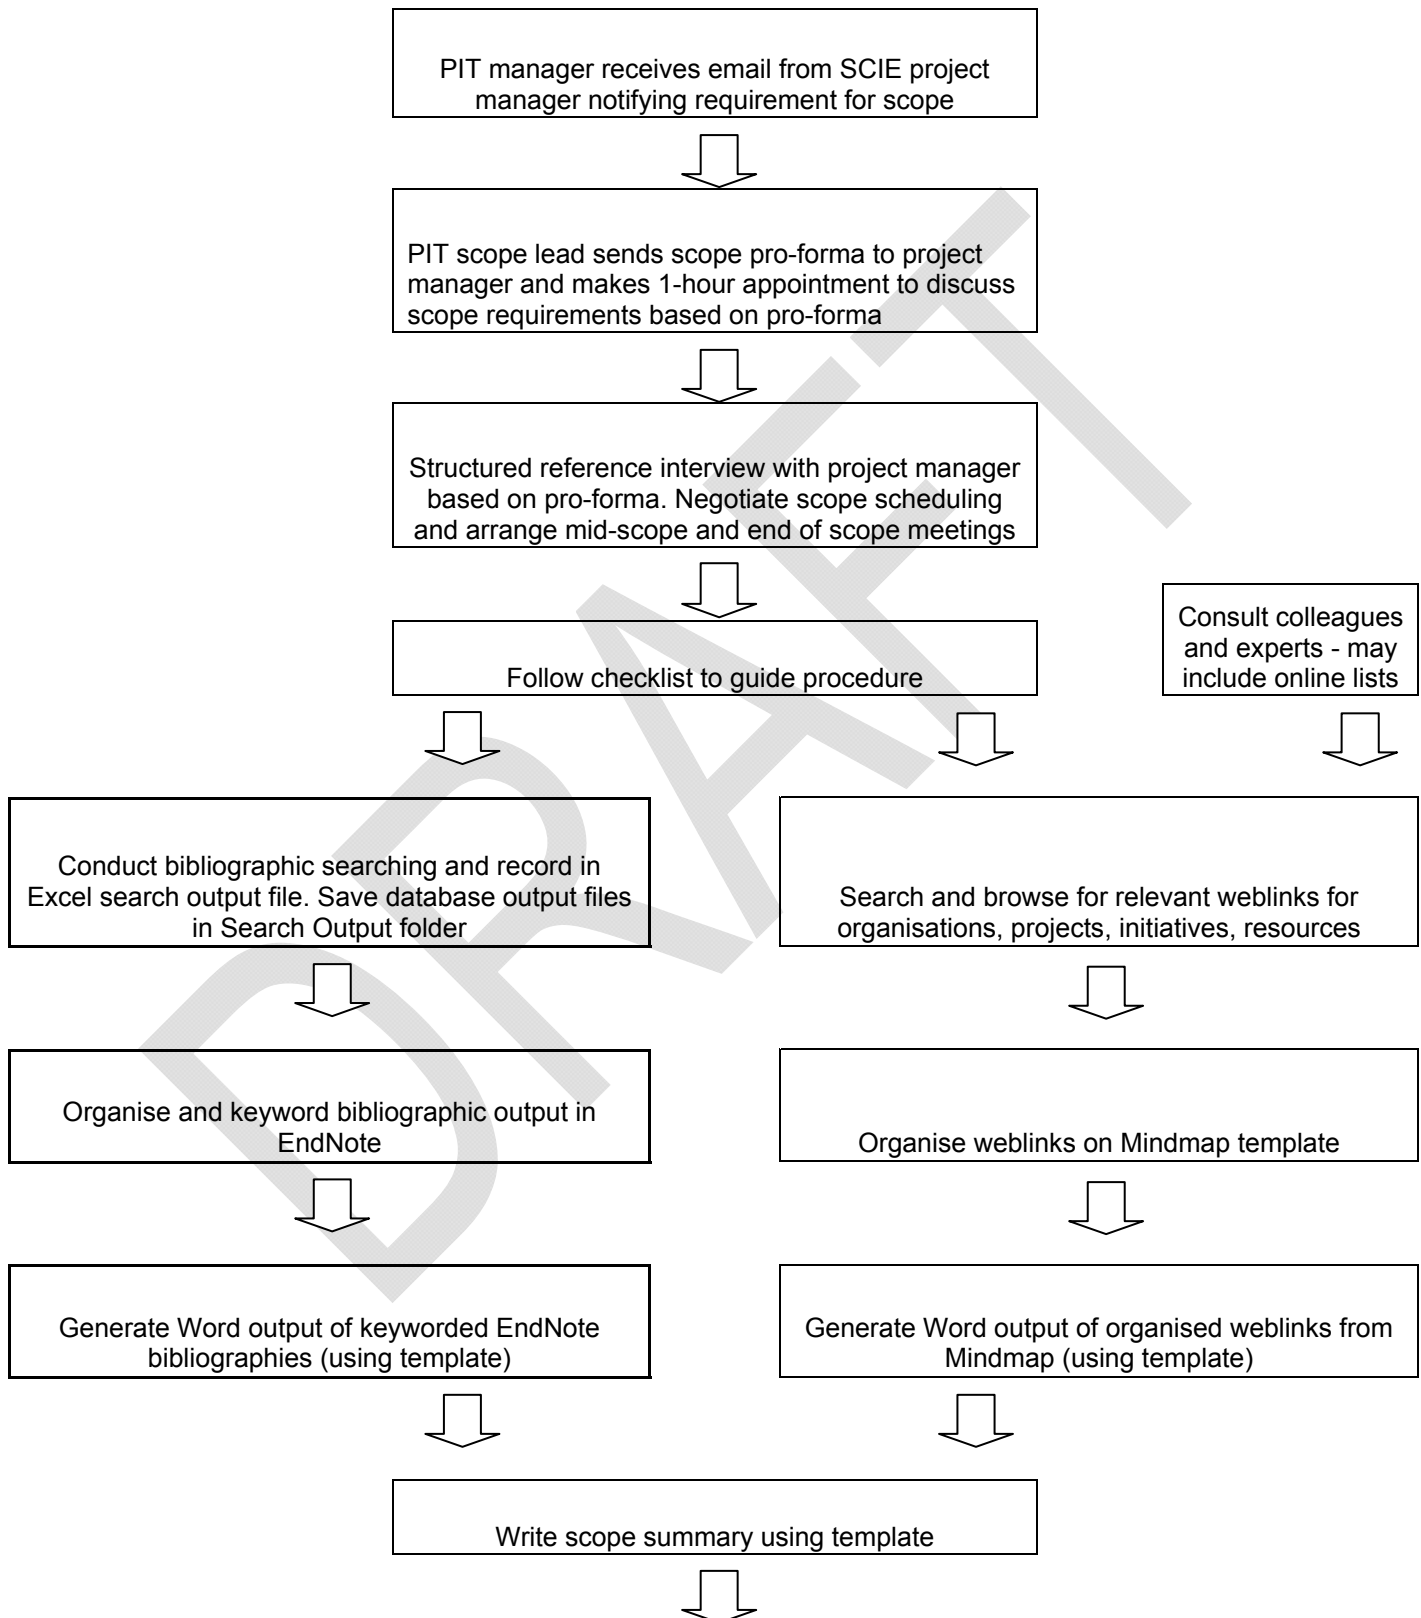 PIT manager receives email from SCIE project
manager notifying requirement for scope
PIT scope lead sends scope pro-forma to project
manager and makes 1-hour appointment to discuss
scope requirements based on pro-forma
Structured reference interview with project manager
based on pro-forma. Negotiate scope scheduling
and arrange mid-scope and end of scope meetings
Follow checklist to guide procedure
Consult colleagues
and experts - may
include online lists
Conduct bibliographic searching and record in
Excel search output file. Save database output files
in Search Output folder
Search and browse for relevant weblinks for
organisations, projects, initiatives, resources
Organise and keyword bibliographic output in
EndNote
Organise weblinks on Mindmap template
Generate Word output of keyworded EndNote
bibliographies (using template)
Generate Word output of organised weblinks from
Mindmap (using template)
Write scope summary using template
DRAFT